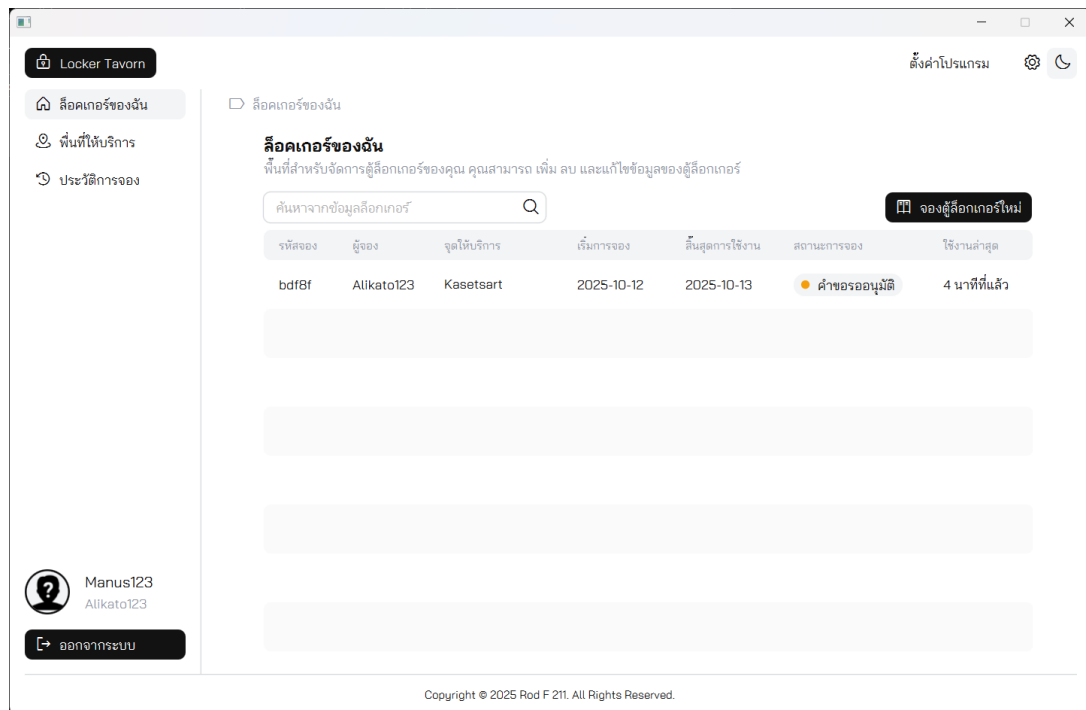 Locker Tavorn
ตั้งค่าโปรแกรม
ล็อคเกอร์ของฉัน
พื่นที่ให้บริการ
ประวัติการจอง
ล็อคเกอร์ของฉัน
ล็อคเกอร์ของฉัน
พื้นที่สำหรับจัดการตู้ล็อกเกอร์ของคุณ คุณสามารถ เพิ่ม ลบ และแก้ไขข้อมูลของตู้ล็อกเกอร์
ค้นหาจากข้อมูลล็อกเกอร์
จองตู้ล็อกเกอร์ใหม่
รหัสจอง ผู้จอง จุดให้บริการ เริ่มการจอง สิ้นสุดการใช้งาน สถานะการจอง ใช้งานล่าสุด
bdf8f Alikato123 Kasetsart 2025-10-12 2025-10-13 คำขอรออนุมัติ 4 นาทีที่แล้ว
Manus123
Alikato123
ออกจากระบบ
Copyright © 2025 Rod F 211. All Rights Reserved.